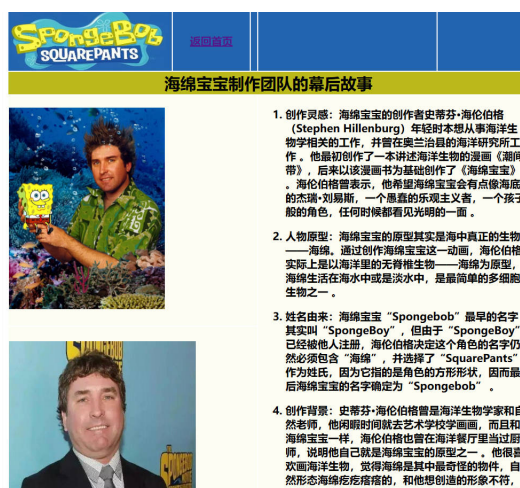 SpongeBob
SQUAREPANTS
返回首页
海绵宝宝制作团队的幕后故事
1. 创作灵感：海绵宝宝的创作者史蒂芬•海伦伯格
（Stephen Hillenburg）年轻时本想从事海洋生
物学相关的工作，并曾在奥兰治县的海洋研究所工
作 。他最初创作了一本讲述海洋生物的漫画《潮间
带》，后来以该漫画书为基础创作了《海绵宝宝》
。海伦伯格曾表示，他希望海绵宝宝会有点像海底
的杰瑞•刘易斯，一个愚蠢的乐观主义者，一个孩子
般的角色，任何时候都看见光明的一面 。
2. 人物原型：海绵宝宝的原型其实是海中真正的生物
——海绵。通过创作海绵宝宝这一动画，海伦伯格
实际上是以海洋里的无脊椎生物——海绵为原型，
海绵生活在海水中或是淡水中，是最简单的多细胞
生物之一 。
3. 姓名由来：海绵宝宝“Spongebob”最早的名字
其实叫“SpongeBoy”，但由于“SpongeBoy”
已经被他人注册，海伦伯格决定这个角色的名字仍
然必须包含“海绵”，并选择了“SquarePants”
作为姓氏，因为它指的是角色的方形形状，因而最
后海绵宝宝的名字确定为“Spongebob” 。
4. 创作背景：史蒂芬•海伦伯格曾是海洋生物学家和自
然老师，他闲暇时间就去艺术学校学画画，而且和
海绵宝宝一样，海伦伯格也曾在海洋餐厅里当过厨
师，说明他自己就是海绵宝宝的原型之一 。他很喜
欢画海洋生物，觉得海绵是其中最奇怪的物件，自
然形态海绵疙疙瘩瘩的，和他想创造的形象不符，